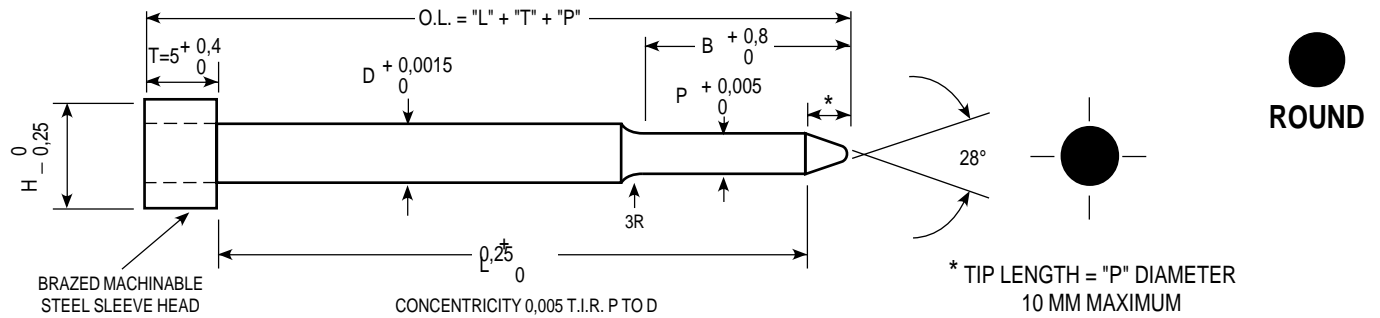 O.L. = "L" + "T" + "P"
T=5 + 0,4
0
B + 0,8
0
D + 0,0015
0
P + 0,005
0
*
H 0
– 0,25
28°
ROUND
3R
L + 0,25
0
BRAZED MACHINABLE
STEEL SLEEVE HEAD
CONCENTRICITY 0,005 T.I.R. P TO D
* TIP LENGTH = "P" DIAMETER
10 MM MAXIMUM